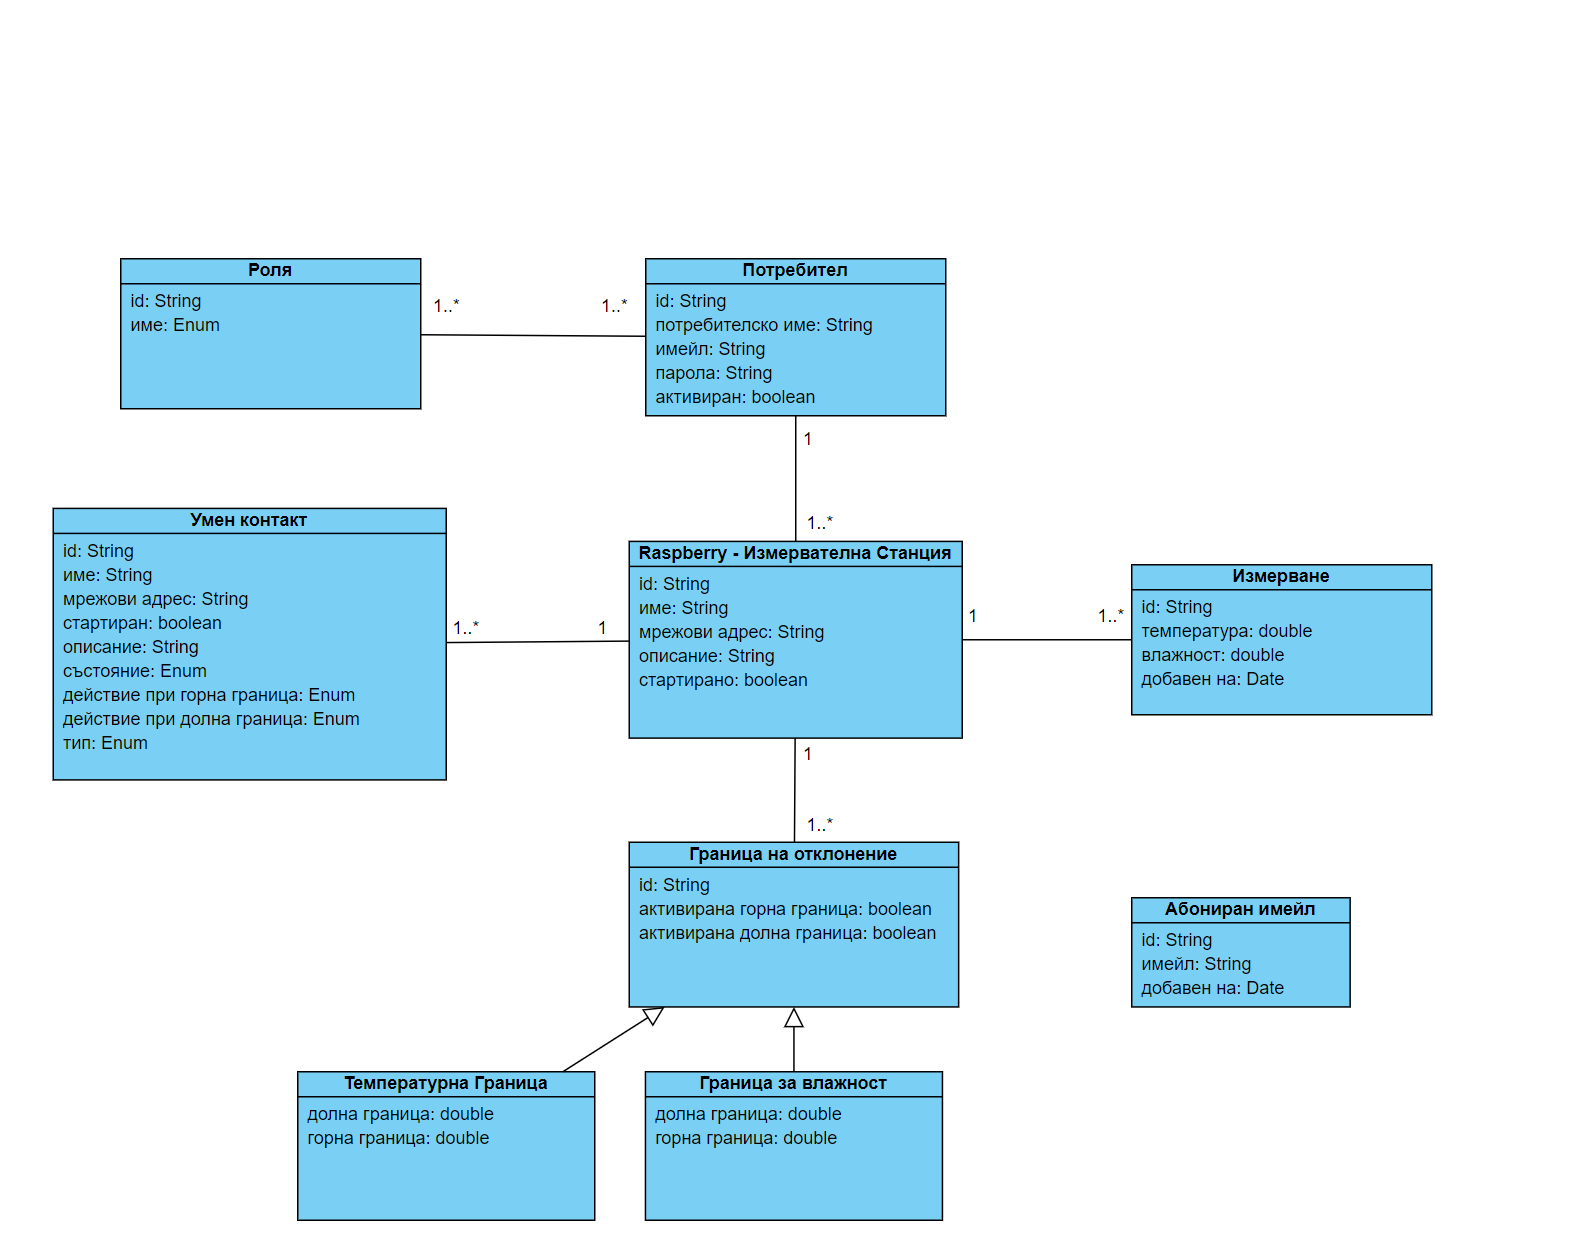 Роля
id: String
име: Enum
1..*
1..*
Потребител
id: String
потребителско име: String
имейл: String
парола: String
активиран: boolean
1
1..*
Умен контакт
id: String
име: String
мрежови адрес: String
стартиран: boolean
описание: String
състояние: Enum
действие при горна граница: Enum
действие при долна граница: Enum
тип: Enum
1..*
1
Raspberry - Измервателна Станция
id: String
име: String
мрежови адрес: String
описание: String
стартирано: boolean
1
1..*
Измерване
id: String
температура: double
влажност: double
добавен на: Date
1
1..*
Граница на отклонение
id: String
активирана горна граница: boolean
активирана долна граница: boolean
Абониран имейл
id: String
имейл: String
добавен на: Date
Температурна Граница
долна граница: double
горна граница: double
Граница за влажност
долна граница: double
горна граница: double